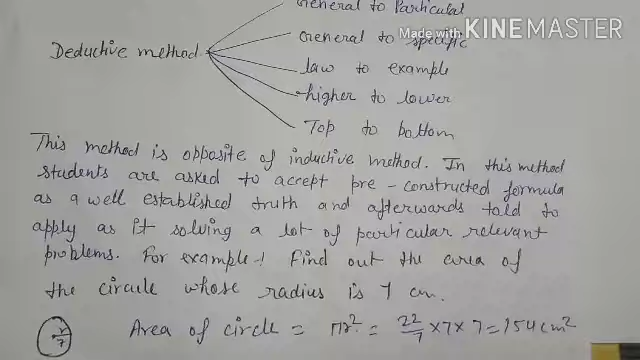 General to Particular
General to specific
Made with KINEMASTER
Deductive method
law to example
higher to lower
Top to bottom
This method is opposite of inductive method. In this method
students are asked to accept pre-constructed formula
as a well established truth and afterwards told to
apply as it solving a lot of particular relevant
problems. For example:- Find out the area of
the circule whose radius is 7 cm.
r
7
Area of circle = πr² = 22/7 × 7 × 7 = 154 cm²